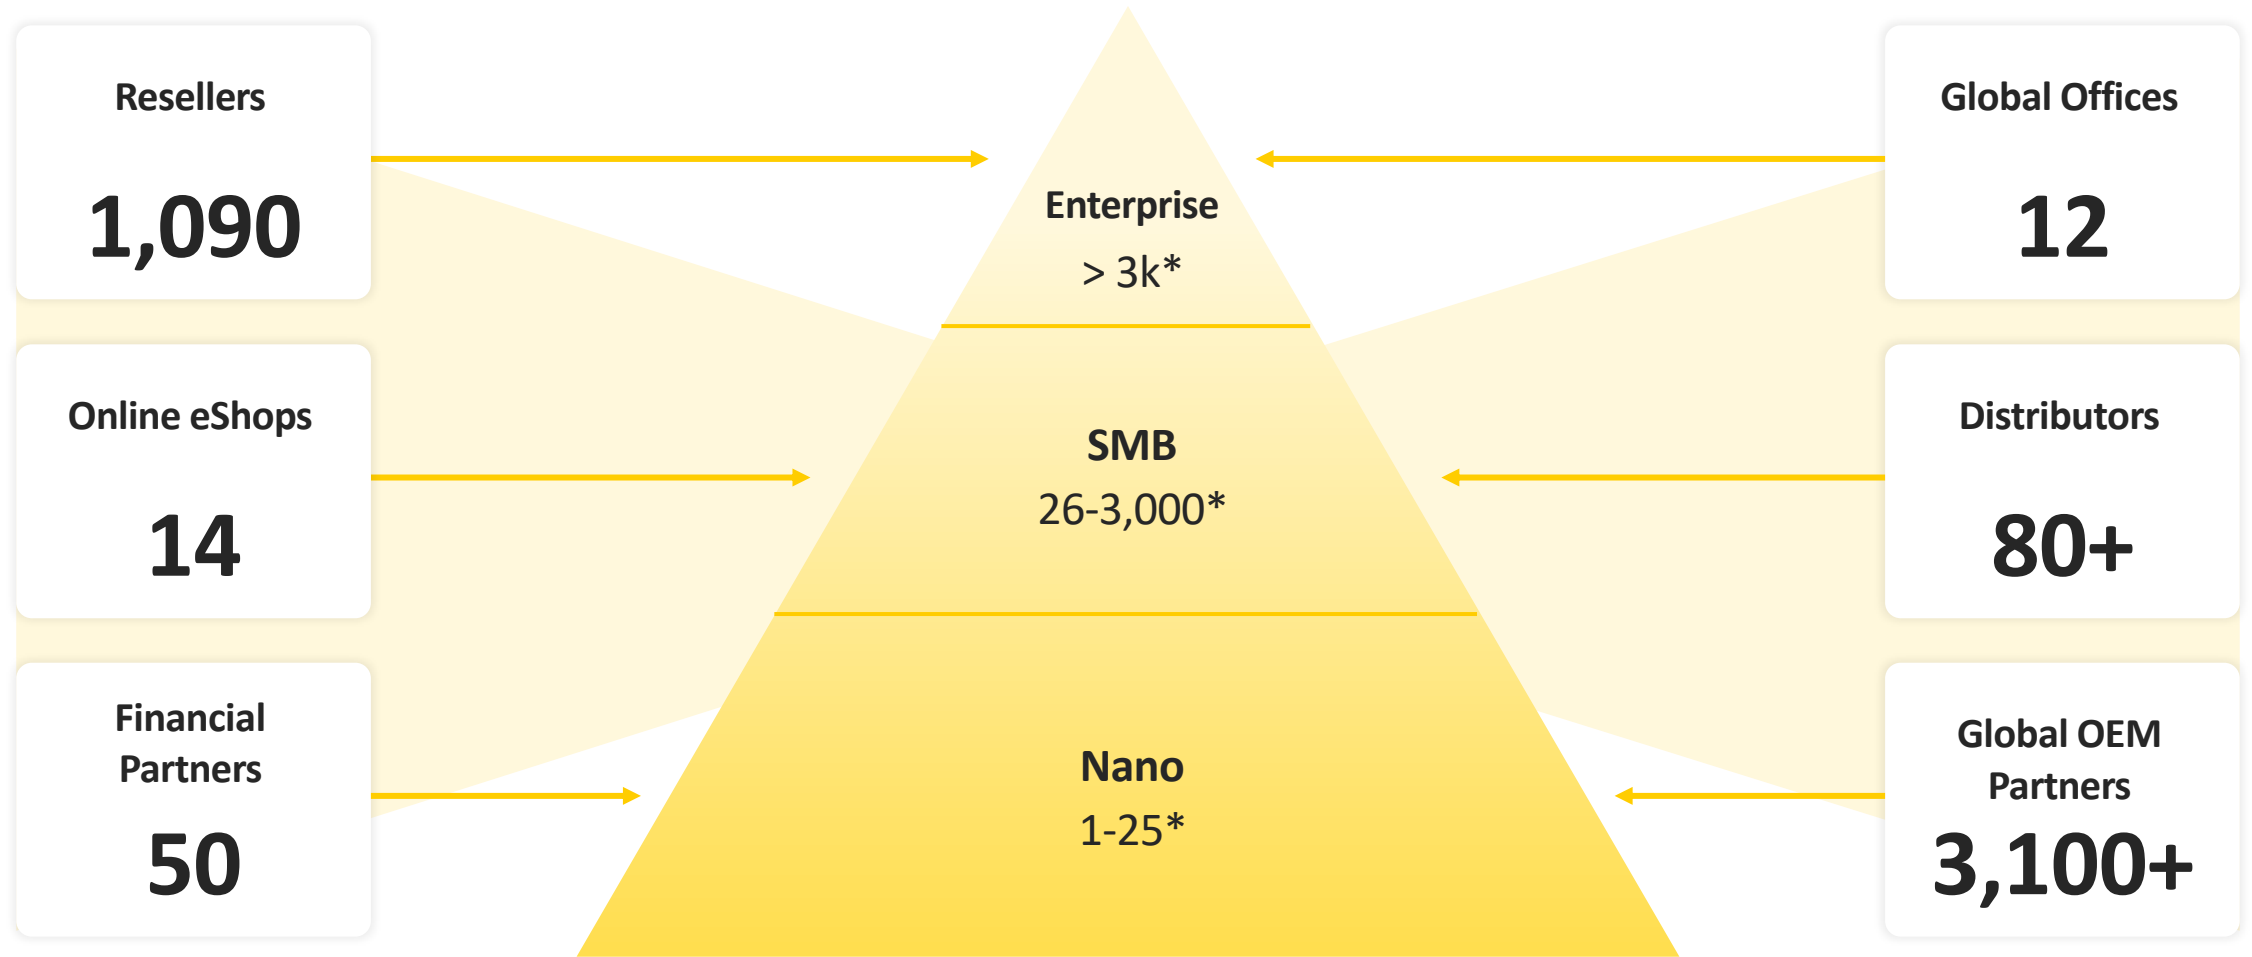 Resellers
1,090
Online eShops
14
Financial
Partners
50
Enterprise
> 3k*
SMB
26-3,000*
Nano
1-25*
Global Offices
12
Distributors
80+
Global OEM
Partners
3,100+